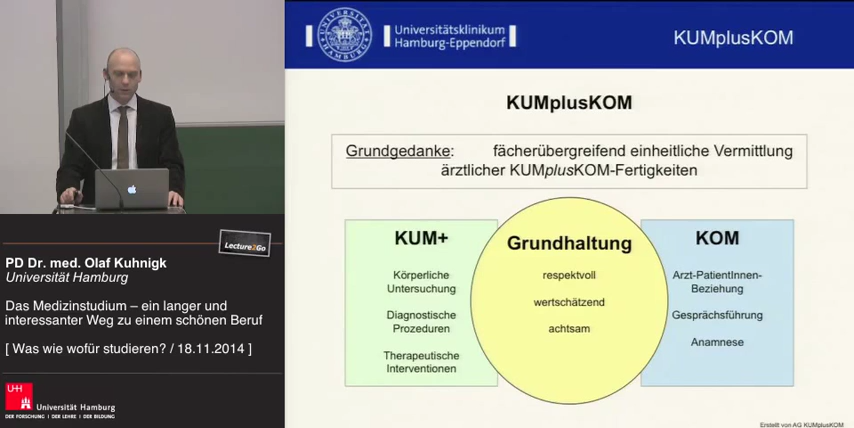 Universitätsklinikum
Hamburg-Eppendorf
KUMplusKOM
KUMplusKOM
Grundgedanke: fächerübergreifend einheitliche Vermittlung
ärztlicher KUMplusKOM-Fertigkeiten
KUM+
Körperliche
Untersuchung
Diagnostische
Prozeduren
Therapeutische
Interventionen
Grundhaltung
respektvoll
wertschätzend
achtsam
KOM
Arzt-PatientInnen-
Beziehung
Gesprächsführung
Anamnese
Erstellt von AG KUMplusKOM
Lecture2Go
PD Dr. med. Olaf Kuhnigk
Universität Hamburg
Das Medizinstudium – ein langer und
interessanter Weg zu einem schönen Beruf
[ Was wie wofür studieren? / 18.11.2014 ]
UH
Universität Hamburg
DER FORSCHUNG | DER LEHRE | DER BILDUNG